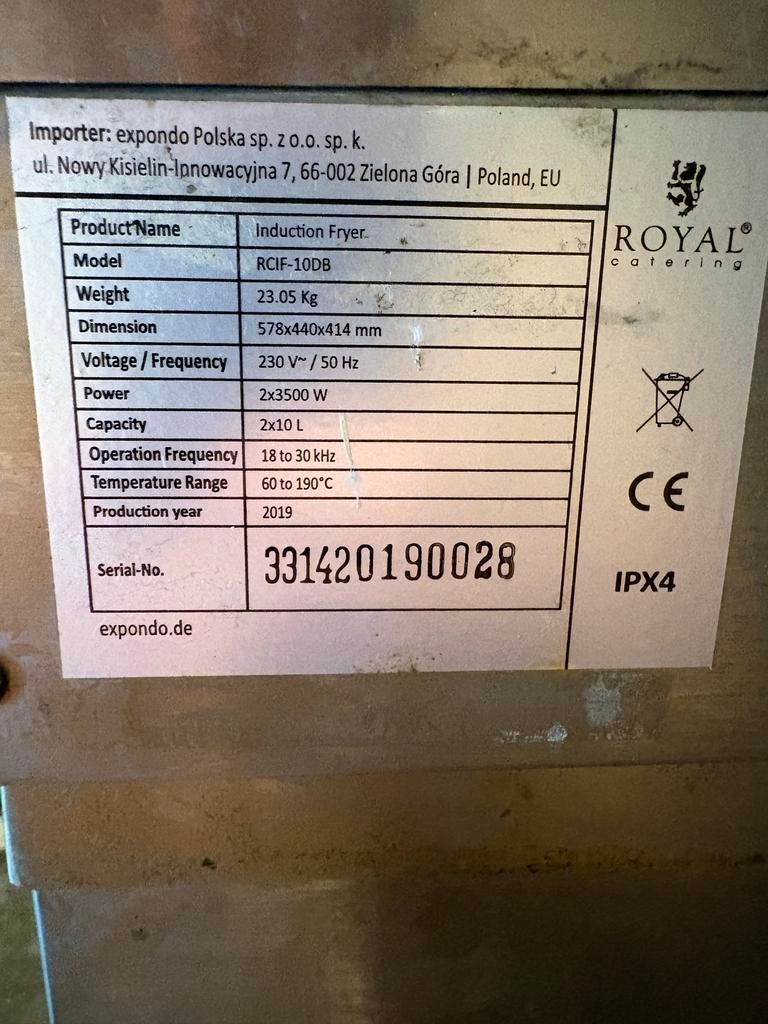 Importer: expondo Polska sp. z o.o. sp. k.
ul. Nowy Kisielin-Innowacyjna 7, 66-002 Zielona Góra | Poland, EU
Product Name Induction Fryer
Model RCIF-10DB
Weight 23.05 Kg
Dimension 578x440x414 mm
Voltage / Frequency 230 V~ / 50 Hz
Power 2x3500 W
Capacity 2x10 L
Operation Frequency 18 to 30 kHz
Temperature Range 60 to 190°C
Production year 2019
Serial-No. 331420190028
expondo.de
ROYAL®
catering
CE
IPX4